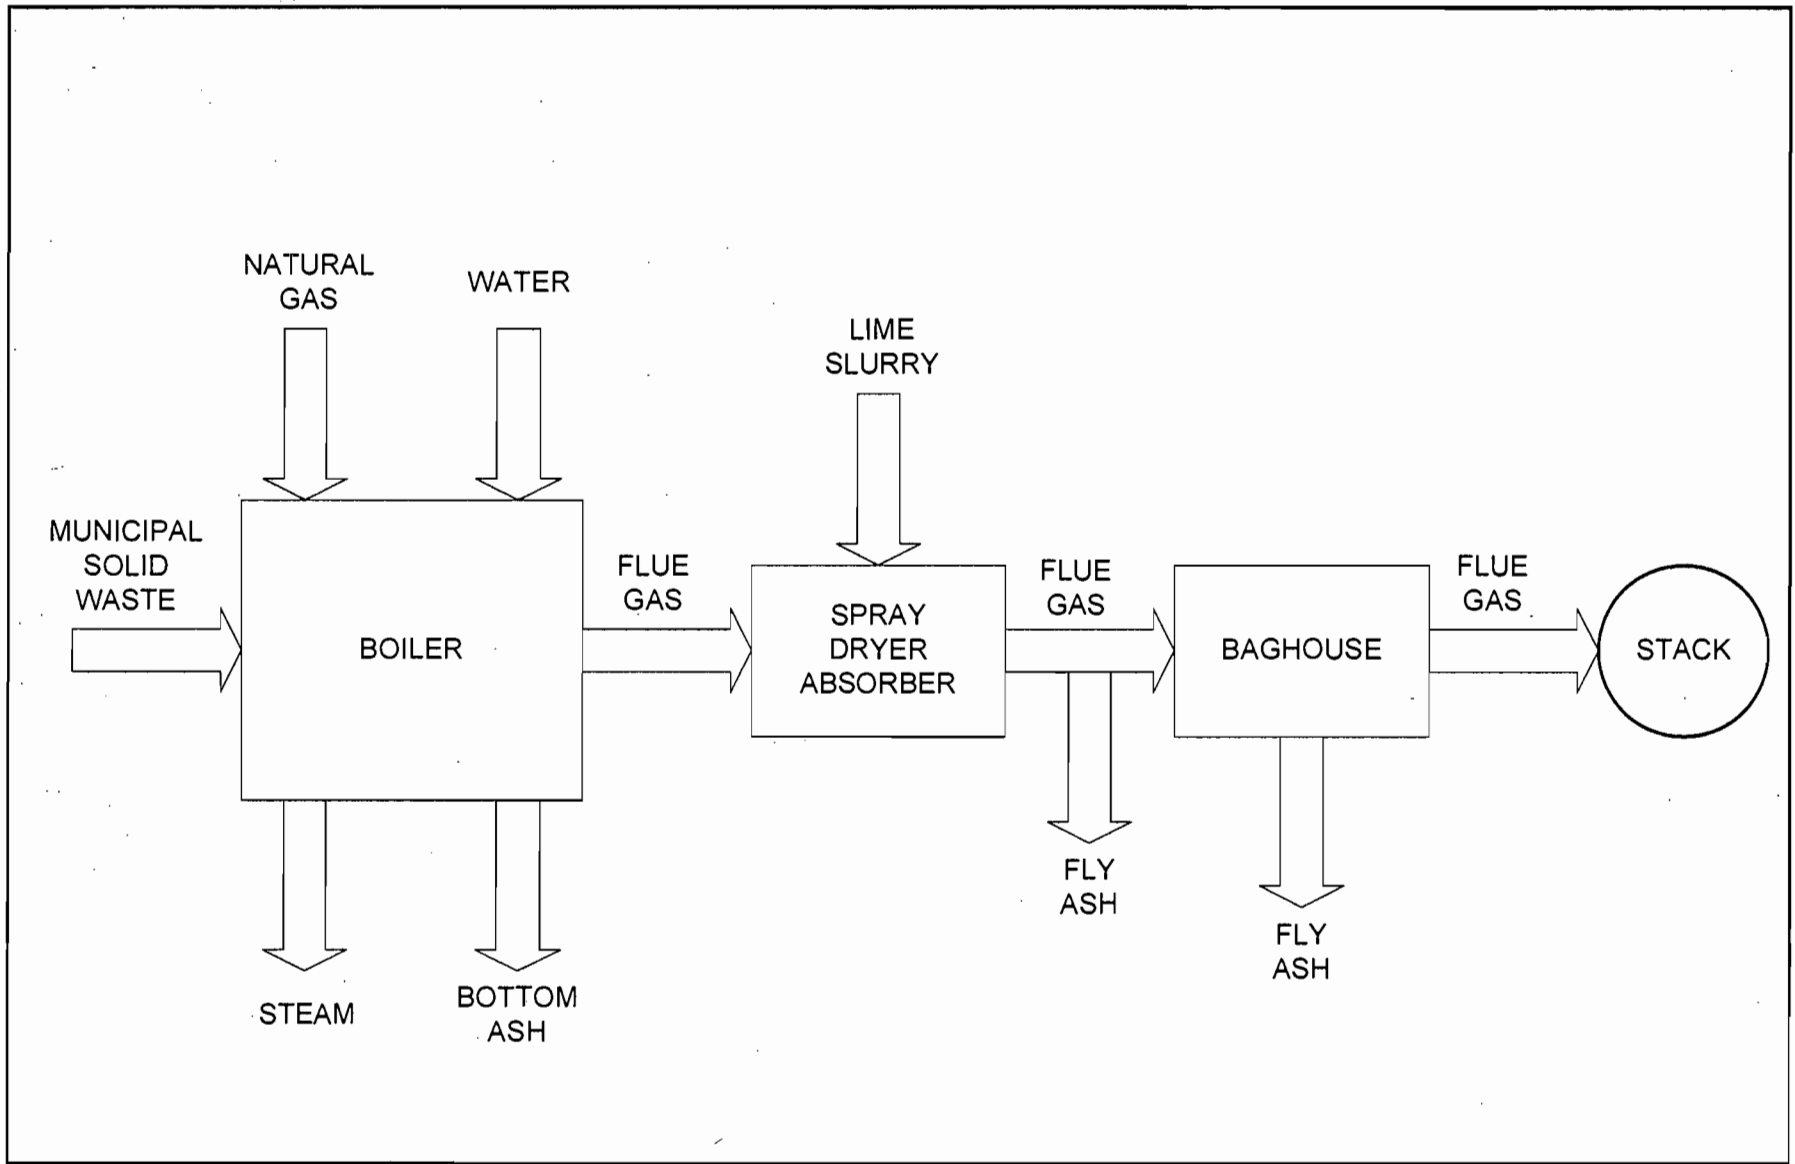 NATURAL
GAS
WATER
LIME
SLURRY
MUNICIPAL
SOLID
WASTE
BOILER
FLUE
GAS
SPRAY
DRYER
ABSORBER
FLUE
GAS
BAGHOUSE
FLUE
GAS
STACK
FLY
ASH
FLY
ASH
STEAM
BOTTOM
ASH